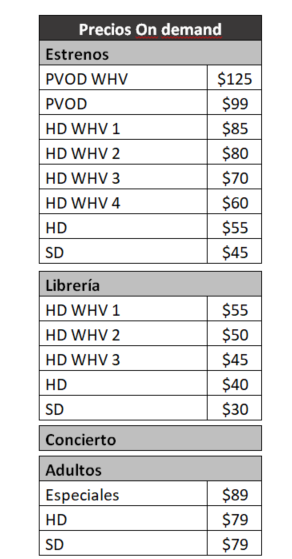 Precios On demand
Estrenos
PVOD WHV $125
PVOD $99
HD WHV 1 $85
HD WHV 2 $80
HD WHV 3 $70
HD WHV 4 $60
HD $55
SD $45
Librería
HD WHV 1 $55
HD WHV 2 $50
HD WHV 3 $45
HD $40
SD $30
Concierto
Adultos
Especiales $89
HD $79
SD $79